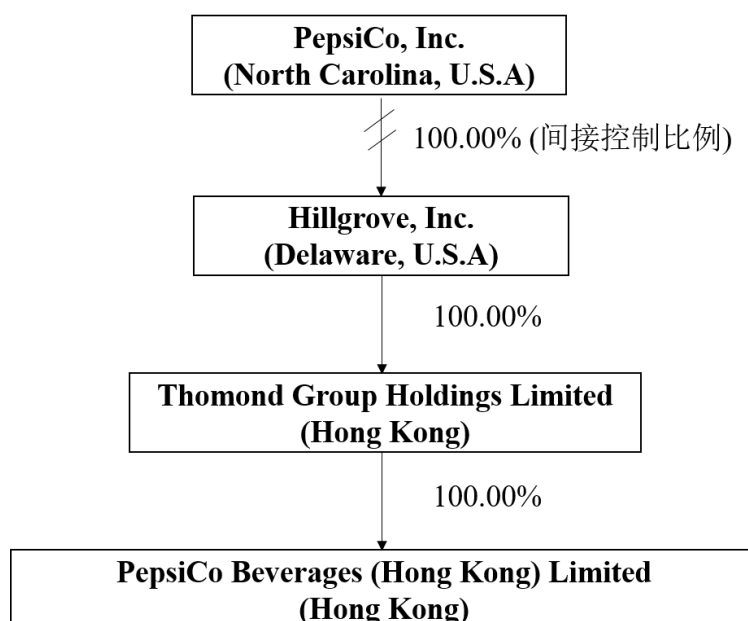 PepsiCo, Inc.
(North Carolina, U.S.A)
100.00% (间接控制比例)
Hillgrove, Inc.
(Delaware, U.S.A)
100.00%
Thomond Group Holdings Limited
(Hong Kong)
100.00%
PepsiCo Beverages (Hong Kong) Limited
(Hong Kong)